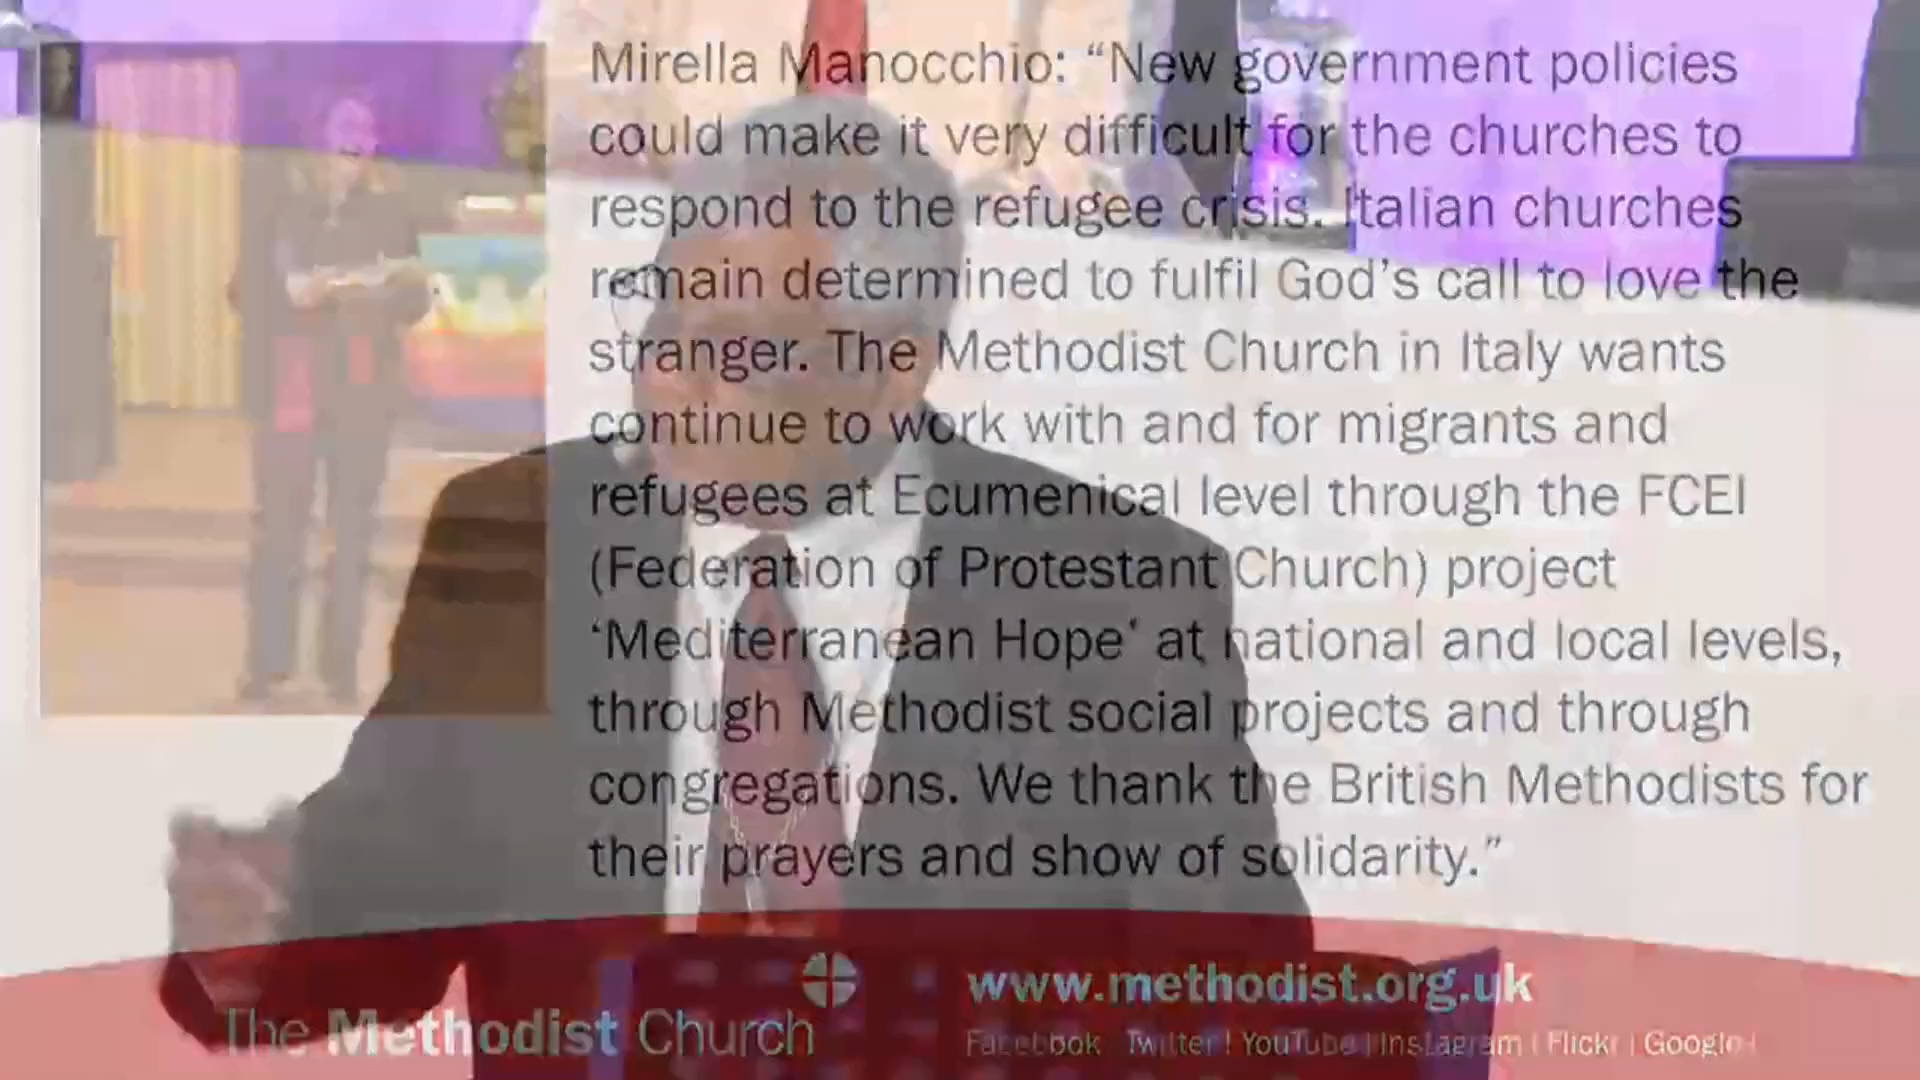 Mirella Manocchio: “New government policies
could make it very difficult for the churches to
respond to the refugee crisis. Italian churches
remain determined to fulfil God’s call to love the
stranger. The Methodist Church in Italy wants
continue to work with and for migrants and
refugees at Ecumenical level through the FCEI
(Federation of Protestant Church) project
‘Mediterranean Hope‘ at national and local levels,
through Methodist social projects and through
congregations. We thank the British Methodists for
their prayers and show of solidarity.”
The Methodist Church
www.methodist.org.uk
Facebook | Twitter | YouTube | Instagram | Flickr | Google+